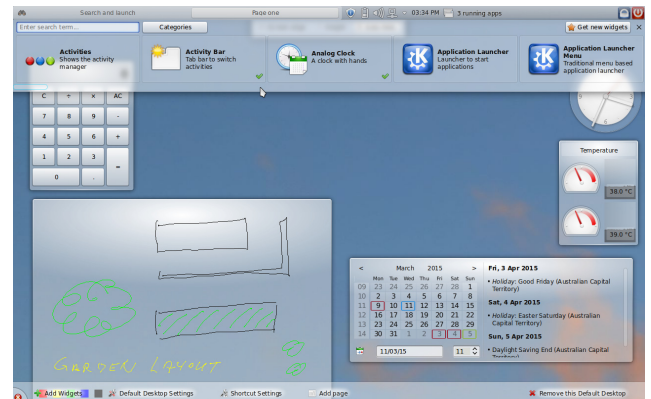 Search and launch
Page one
03:34 PM
3 running apps
Enter search term...
Categories
Get new widgets
Activities
Shows the activity
manager
Activity Bar
Tab bar to switch
activities
Analog Clock
A clock with hands
Application Launcher
Launcher to start
applications
Application Launcher
Menu
Traditional menu based
application launcher
C ÷ × AC
7 8 9 -
4 5 6 +
1 2 3 =
0 .
Temperature
38.0 °C
39.0 °C
GARDEN LAYOUT
< March 2015 >
Mon Tue Wed Thu Fri Sat Sun
09 23 24 25 26 27 28 1
10 2 3 4 5 6 7 8
11 9 10 11 12 13 14 15
12 16 17 18 19 20 21 22
13 23 24 25 26 27 28 29
14 30 31 1 2 3 4 5
11/03/15 11
Fri, 3 Apr 2015
• Holiday: Good Friday (Australian Capital
Territory)
Sat, 4 Apr 2015
• Holiday: Easter Saturday (Australian
Capital Territory)
Sun, 5 Apr 2015
• Daylight Saving End (Australian Capital
Territory)
Add Widgets
Default Desktop Settings
Shortcut Settings
Add page
Remove this Default Desktop